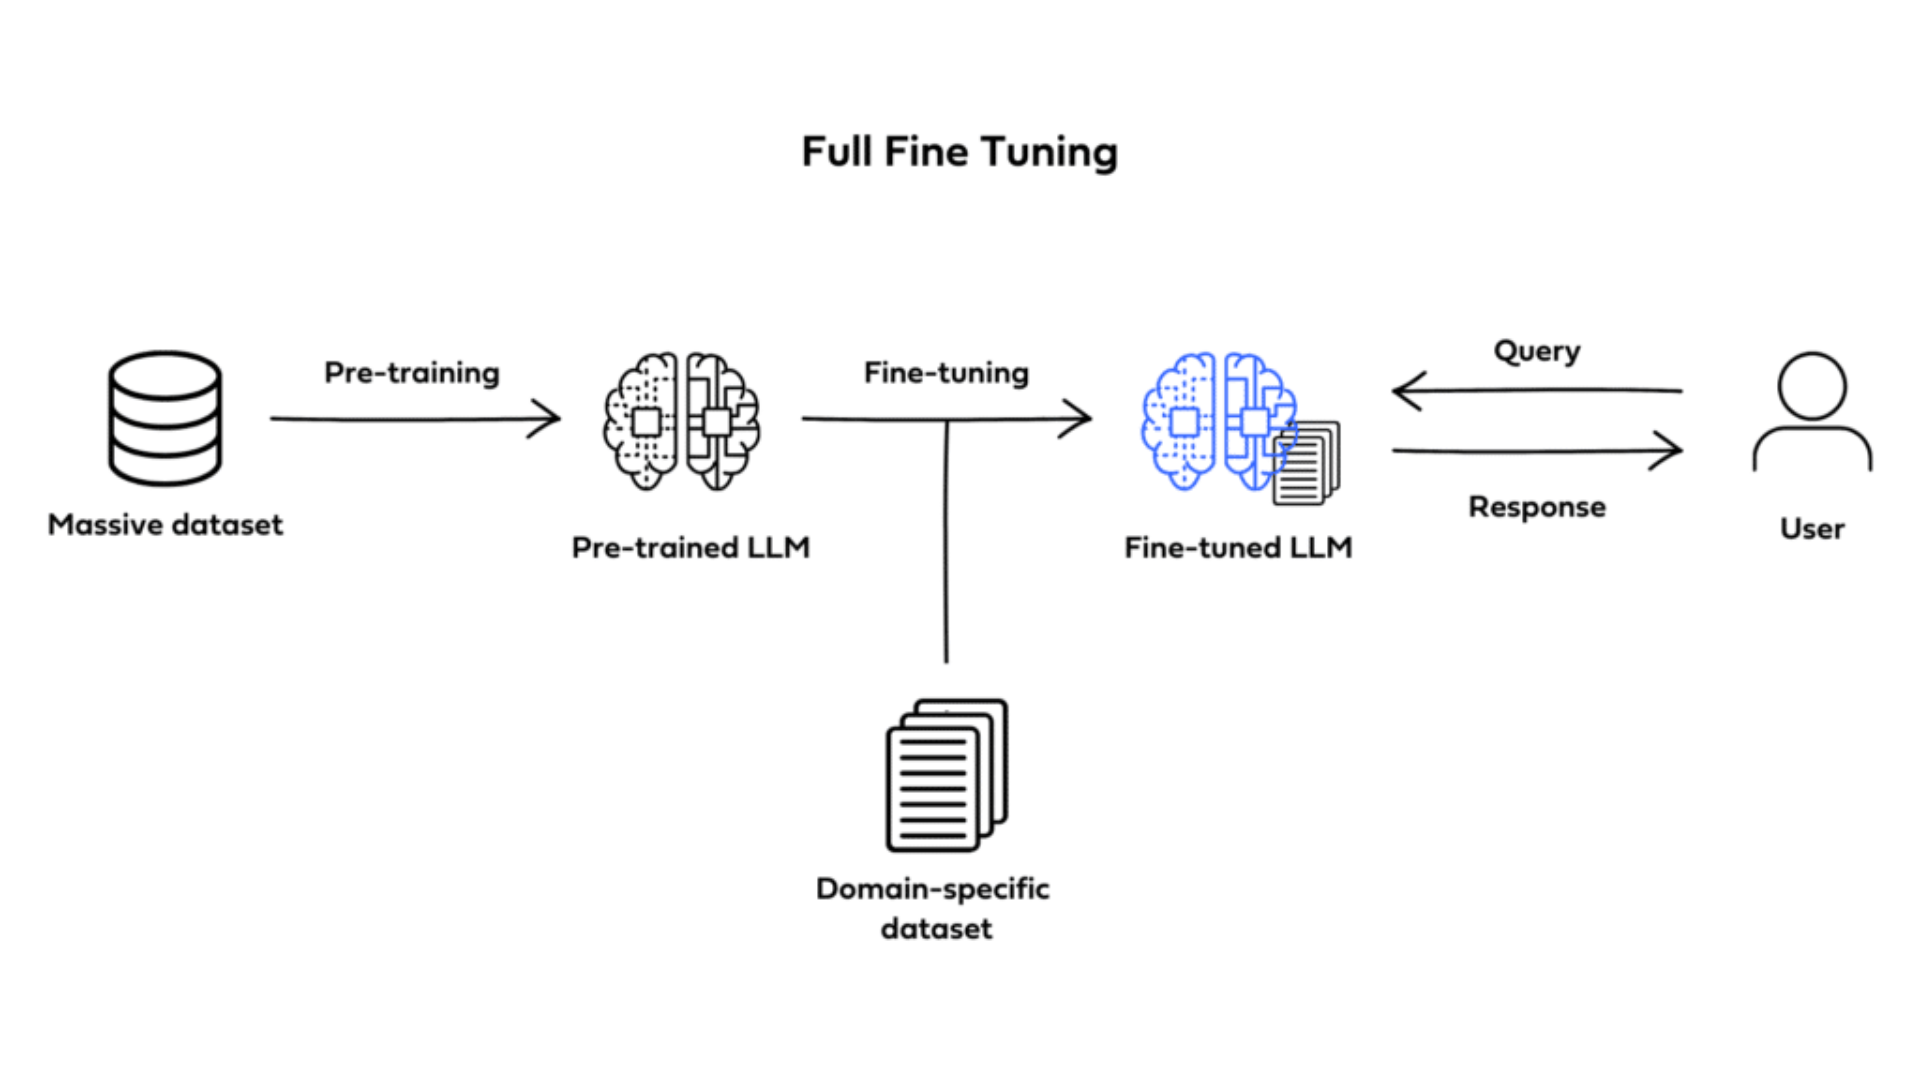 Full Fine Tuning
Pre-training
Fine-tuning
Query
Massive dataset
Pre-trained LLM
Fine-tuned LLM
Response
User
Domain-specific
dataset